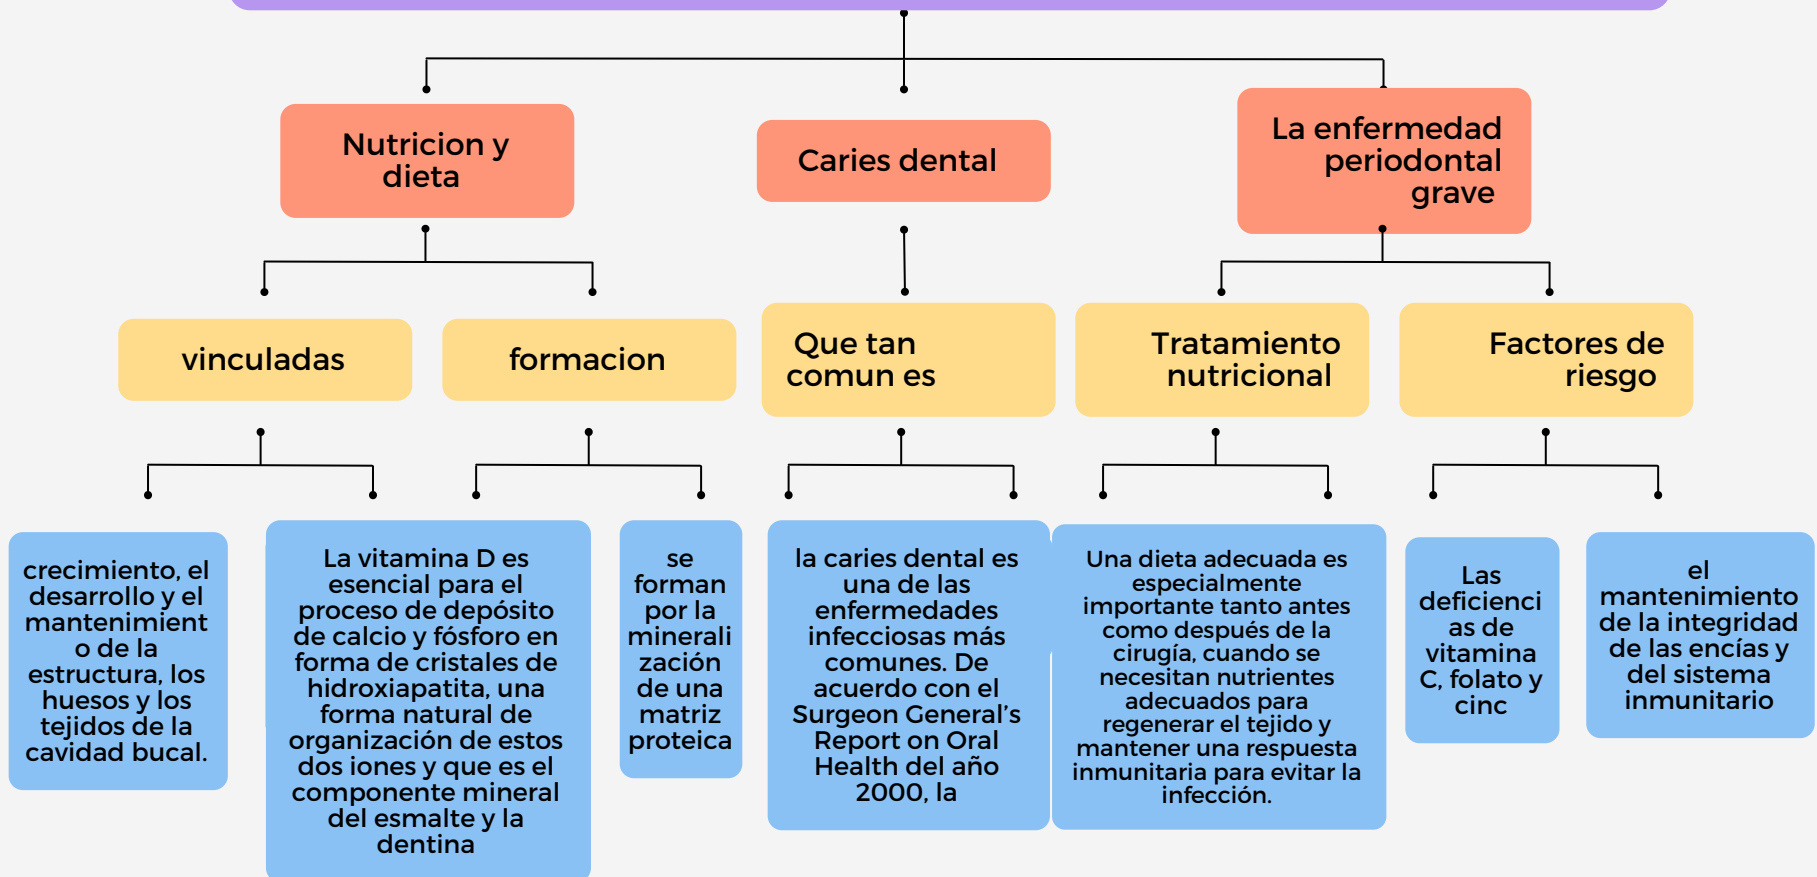 Nutricion y
dieta
Caries dental
La enfermedad
periodontal
grave
vinculadas
formacion
Que tan
comun es
Tratamiento
nutricional
Factores de
riesgo
crecimiento, el
desarrollo y el
mantenimient
o de la
estructura, los
huesos y los
tejidos de la
cavidad bucal.
La vitamina D es
esencial para el
proceso de depósito
de calcio y fósforo en
forma de cristales de
hidroxiapatita, una
forma natural de
organización de estos
dos iones y que es el
componente mineral
del esmalte y la
dentina
se
forman
por la
minerali
zación
de una
matriz
proteica
la caries dental es
una de las
enfermedades
infecciosas más
comunes. De
acuerdo con el
Surgeon General's
Report on Oral
Health del año
2000, la
Una dieta adecuada es
especialmente
importante tanto antes
como después de la
cirugía, cuando se
necesitan nutrientes
adecuados para
regenerar el tejido y
mantener una respuesta
inmunitaria para evitar la
infección.
Las
deficienci
as de
vitamina
C, folato y
cinc
el
mantenimiento
de la integridad
de las encías y
del sistema
inmunitario